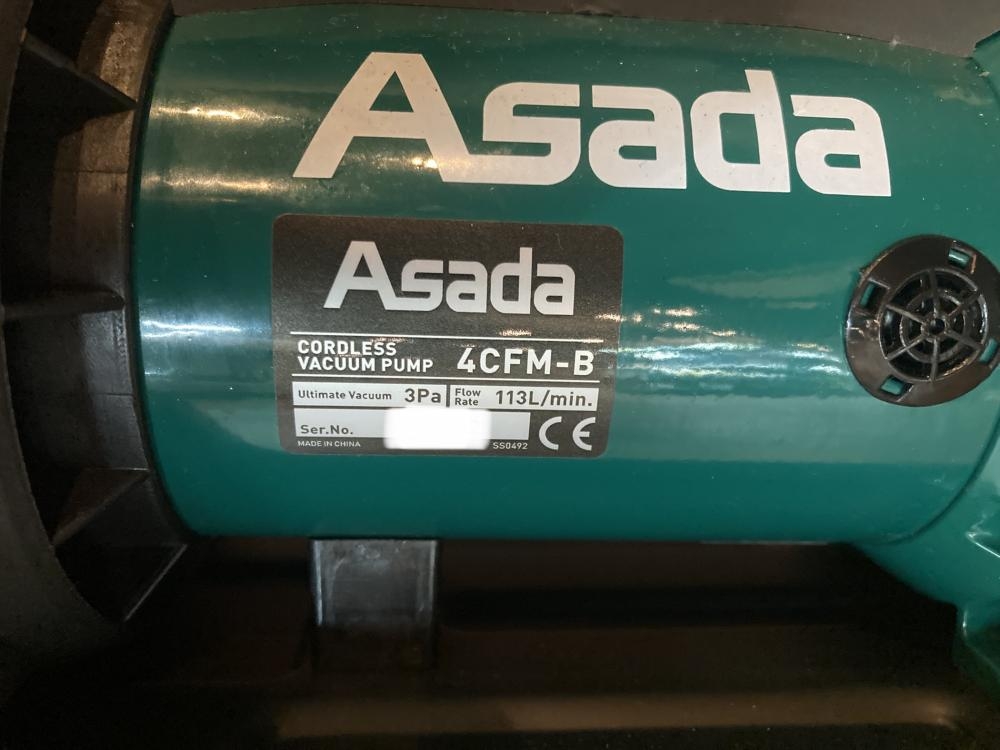 Asada
Asada
CORDLESS
VACUUM PUMP 4CFM-B
Ultimate Vacuum 3Pa Flow Rate 113L/min.
Ser.No.
MADE IN CHINA SS0492 CE